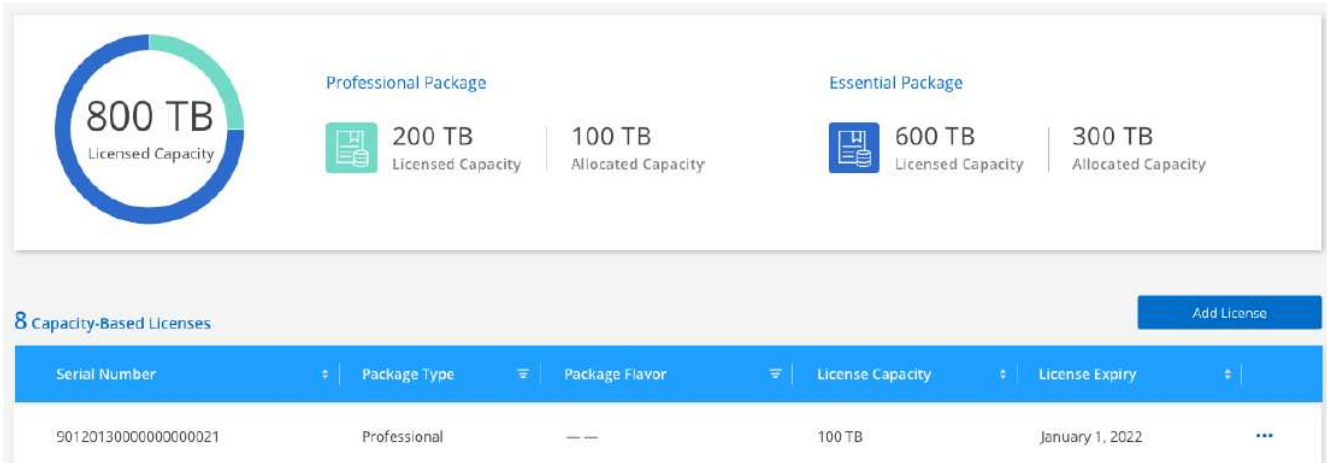 800 TB
Licensed Capacity
Professional Package
200 TB
Licensed Capacity
100 TB
Allocated Capacity
Essential Package
600 TB
Licensed Capacity
300 TB
Allocated Capacity
8 Capacity-Based Licenses
Add License
Serial Number Package Type Package Flavor License Capacity License Expiry
90120130000000000021 Professional — — 100 TB January 1, 2022 •••